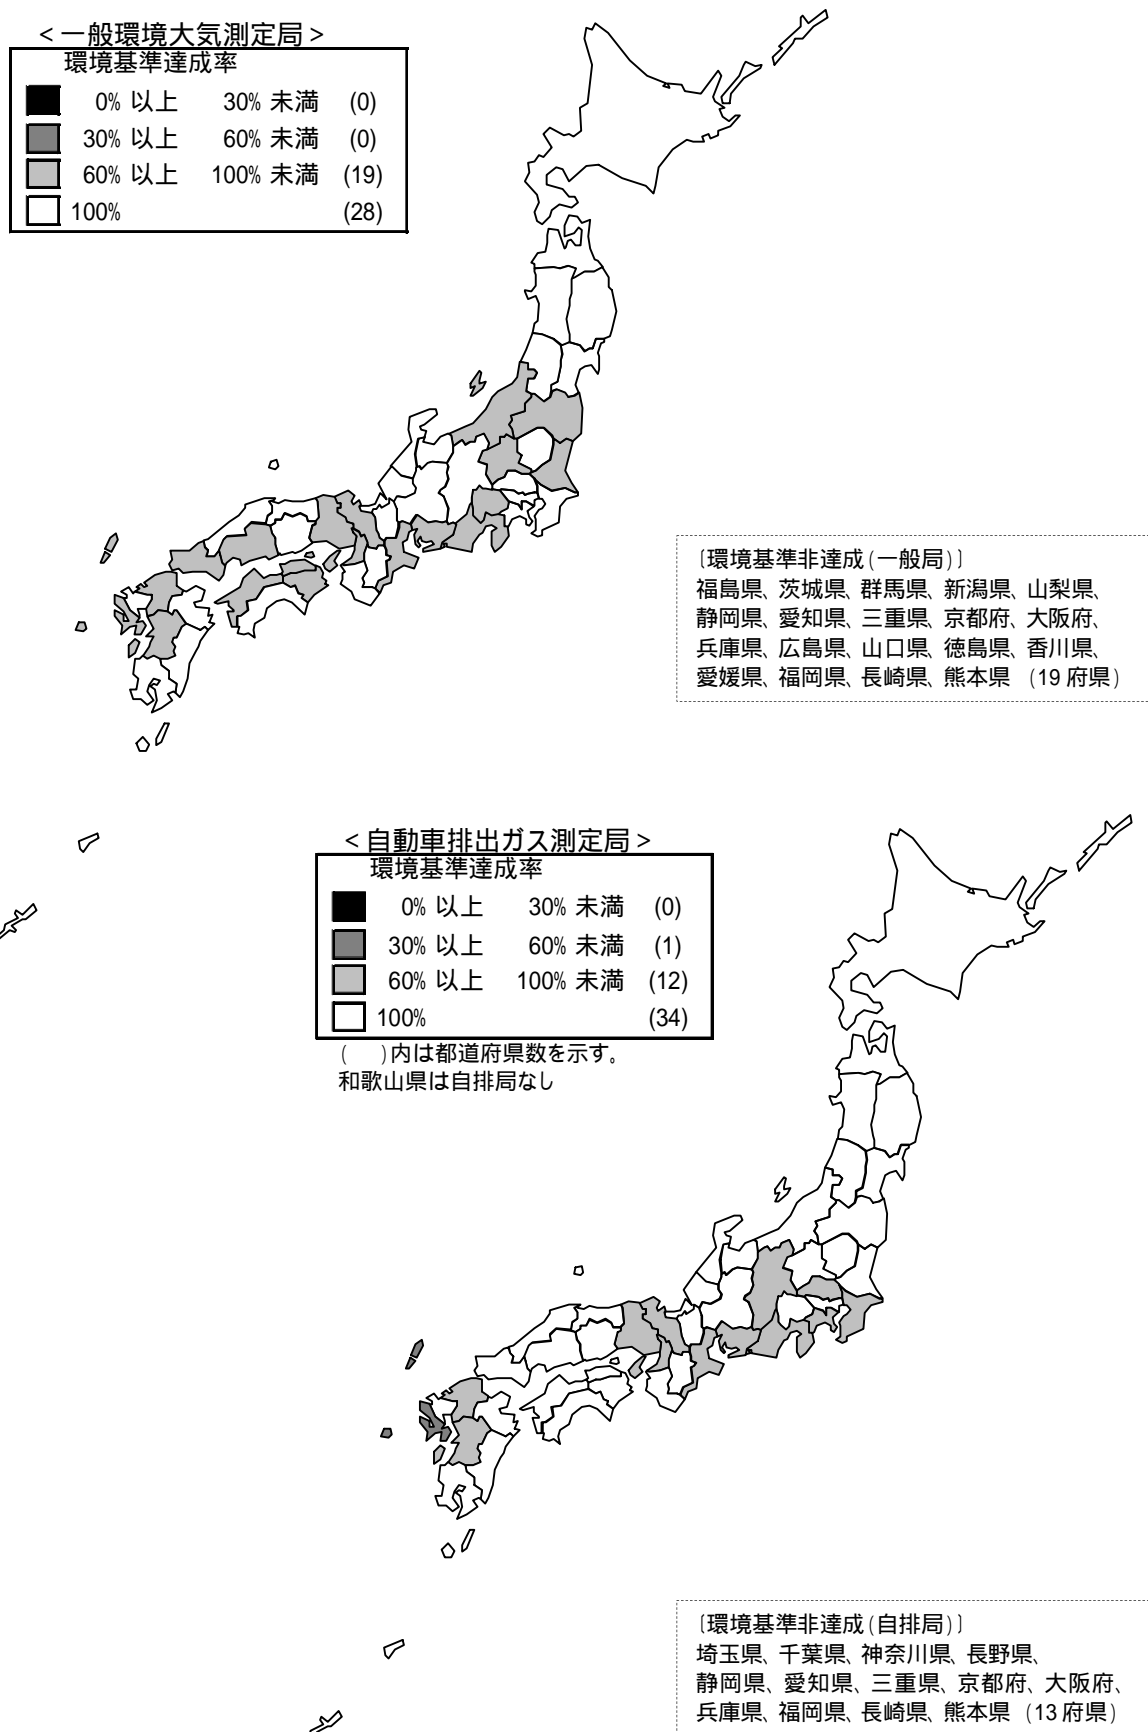 ＜一般環境大気測定局＞
環境基準達成率
0% 以上 30% 未満 (0)
30% 以上 60% 未満 (0)
60% 以上 100% 未満 (19)
100% (28)
〔環境基準非達成(一般局)〕
福島県、茨城県、群馬県、新潟県、山梨県、
静岡県、愛知県、三重県、京都府、大阪府、
兵庫県、広島県、山口県、徳島県、香川県、
愛媛県、福岡県、長崎県、熊本県 (19 府県)
＜自動車排出ガス測定局＞
環境基準達成率
0% 以上 30% 未満 (0)
30% 以上 60% 未満 (1)
60% 以上 100% 未満 (12)
100% (34)
(　)内は都道府県数を示す。
和歌山県は自排局なし
〔環境基準非達成(自排局)〕
埼玉県、千葉県、神奈川県、長野県、
静岡県、愛知県、三重県、京都府、大阪府、
兵庫県、福岡県、長崎県、熊本県 (13 府県)